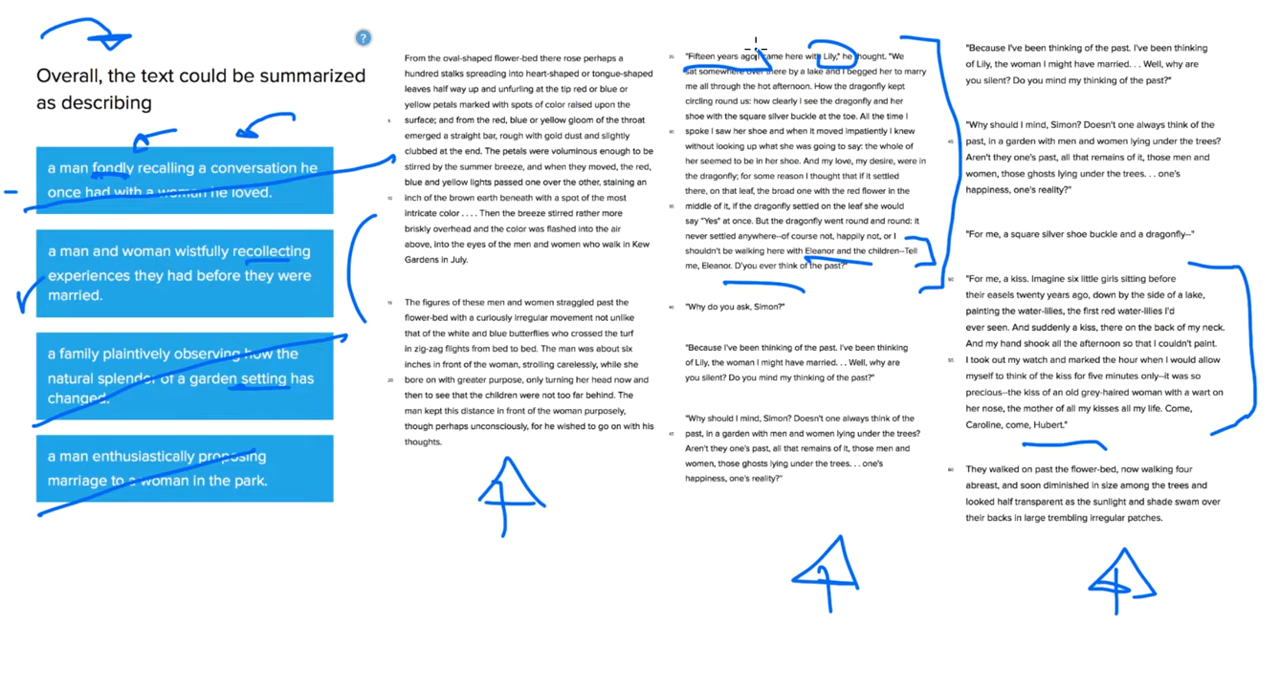 ?
Overall, the text could be summarized
as describing
a man fondly recalling a conversation he
once had with a woman he loved.
a man and woman wistfully recollecting
experiences they had before they were
married.
a family plaintively observing how the
natural splendor of a garden setting has
changed.
a man enthusiastically proposing
marriage to a woman in the park.
From the oval-shaped flower-bed there rose perhaps a
hundred stalks spreading into heart-shaped or tongue-shaped
leaves half way up and unfurling at the tip red or blue or
yellow petals marked with spots of color raised upon the
5 surface; and from the red, blue or yellow gloom of the throat
emerged a straight bar, rough with gold dust and slightly
clubbed at the end. The petals were voluminous enough to be
stirred by the summer breeze, and when they moved, the red,
blue and yellow lights passed one over the other, staining an
10 inch of the brown earth beneath with a spot of the most
intricate color . . . . Then the breeze stirred rather more
briskly overhead and the color was flashed into the air
above, into the eyes of the men and women who walk in Kew
Gardens in July.
15 The figures of these men and women straggled past the
flower-bed with a curiously irregular movement not unlike
that of the white and blue butterflies who crossed the turf
in zig-zag flights from bed to bed. The man was about six
inches in front of the woman, strolling carelessly, while she
20 bore on with greater purpose, only turning her head now and
then to see that the children were not too far behind. The
man kept this distance in front of the woman purposely,
though perhaps unconsciously, for he wished to go on with his
thoughts.
25 "Fifteen years ago I came here with Lily," he thought. "We
sat somewhere over there by a lake and I begged her to marry
me all through the hot afternoon. How the dragonfly kept
circling round us: how clearly I see the dragonfly and her
shoe with the square silver buckle at the toe. All the time I
30 spoke I saw her shoe and when it moved impatiently I knew
without looking up what she was going to say: the whole of
her seemed to be in her shoe. And my love, my desire, were in
the dragonfly; for some reason I thought that if it settled
there, on that leaf, the broad one with the red flower in the
35 middle of it, if the dragonfly settled on the leaf she would
say "Yes" at once. But the dragonfly went round and round: it
never settled anywhere--of course not, happily not, or I
shouldn't be walking here with Eleanor and the children--Tell
me, Eleanor. D'you ever think of the past?"
40 "Why do you ask, Simon?"
"Because I've been thinking of the past. I've been thinking
of Lily, the woman I might have married. . . Well, why are
you silent? Do you mind my thinking of the past?"
"Why should I mind, Simon? Doesn't one always think of the
45 past, in a garden with men and women lying under the trees?
Aren't they one's past, all that remains of it, those men and
women, those ghosts lying under the trees. . . one's
happiness, one's reality?"
"Because I've been thinking of the past. I've been thinking
of Lily, the woman I might have married. . . Well, why are
you silent? Do you mind my thinking of the past?"
"Why should I mind, Simon? Doesn't one always think of the
45 past, in a garden with men and women lying under the trees?
Aren't they one's past, all that remains of it, those men and
women, those ghosts lying under the trees. . . one's
happiness, one's reality?"
"For me, a square silver shoe buckle and a dragonfly--"
50 "For me, a kiss. Imagine six little girls sitting before
their easels twenty years ago, down by the side of a lake,
painting the water-lilies, the first red water-lilies I'd
ever seen. And suddenly a kiss, there on the back of my neck.
And my hand shook all the afternoon so that I couldn't paint.
55 I took out my watch and marked the hour when I would allow
myself to think of the kiss for five minutes only--it was so
precious--the kiss of an old grey-haired woman with a wart on
her nose, the mother of all my kisses all my life. Come,
Caroline, come, Hubert."
60 They walked on past the flower-bed, now walking four
abreast, and soon diminished in size among the trees and
looked half transparent as the sunlight and shade swam over
their backs in large trembling irregular patches.